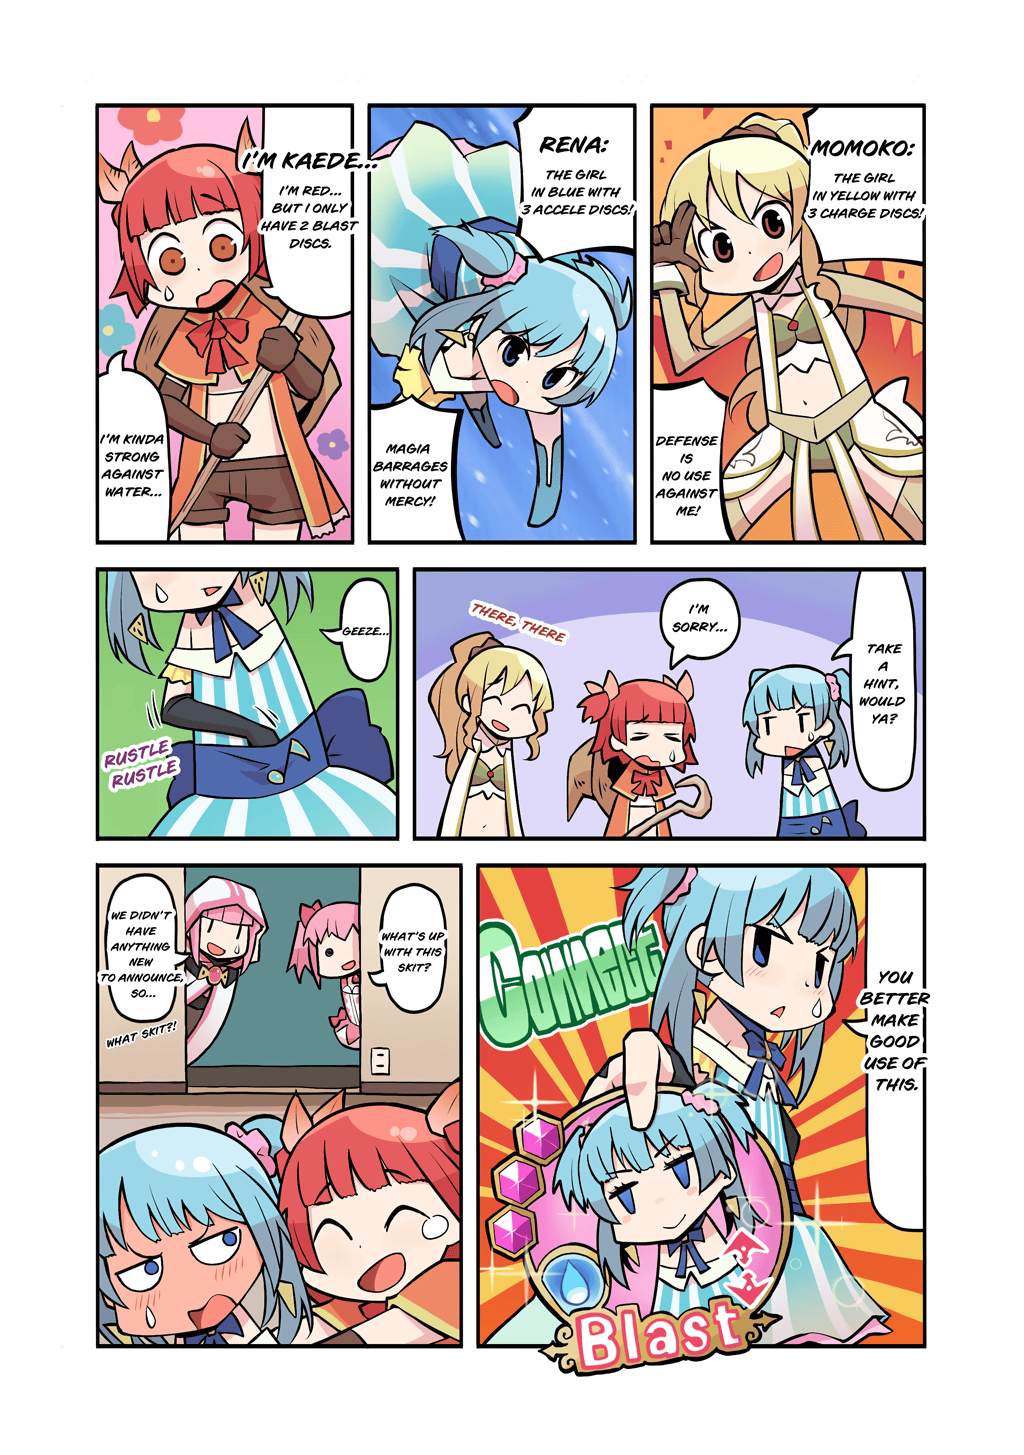 MOMOKO:
THE GIRL
IN YELLOW WITH
3 CHARGE DISCS!
DEFENSE
IS
NO USE
AGAINST
ME!
RENA:
THE GIRL
IN BLUE WITH
3 ACCELE DISCS!
MAGIA
BARRAGES
WITHOUT
MERCY!
I'M KAEDE...
I'M RED...
BUT I ONLY
HAVE 2 BLAST
DISCS.
I'M KINDA
STRONG
AGAINST
WATER...
TAKE
A
HINT,
WOULD
YA?
I'M
SORRY...
THERE, THERE
GEEZE...
RUSTLE
RUSTLE
YOU
BETTER
MAKE
GOOD
USE OF
THIS.
Connect
Blast
WHAT'S UP
WITH THIS
SKIT?
WE DIDN'T
HAVE
ANYTHING
NEW
TO ANNOUNCE,
SO...
WHAT SKIT?!